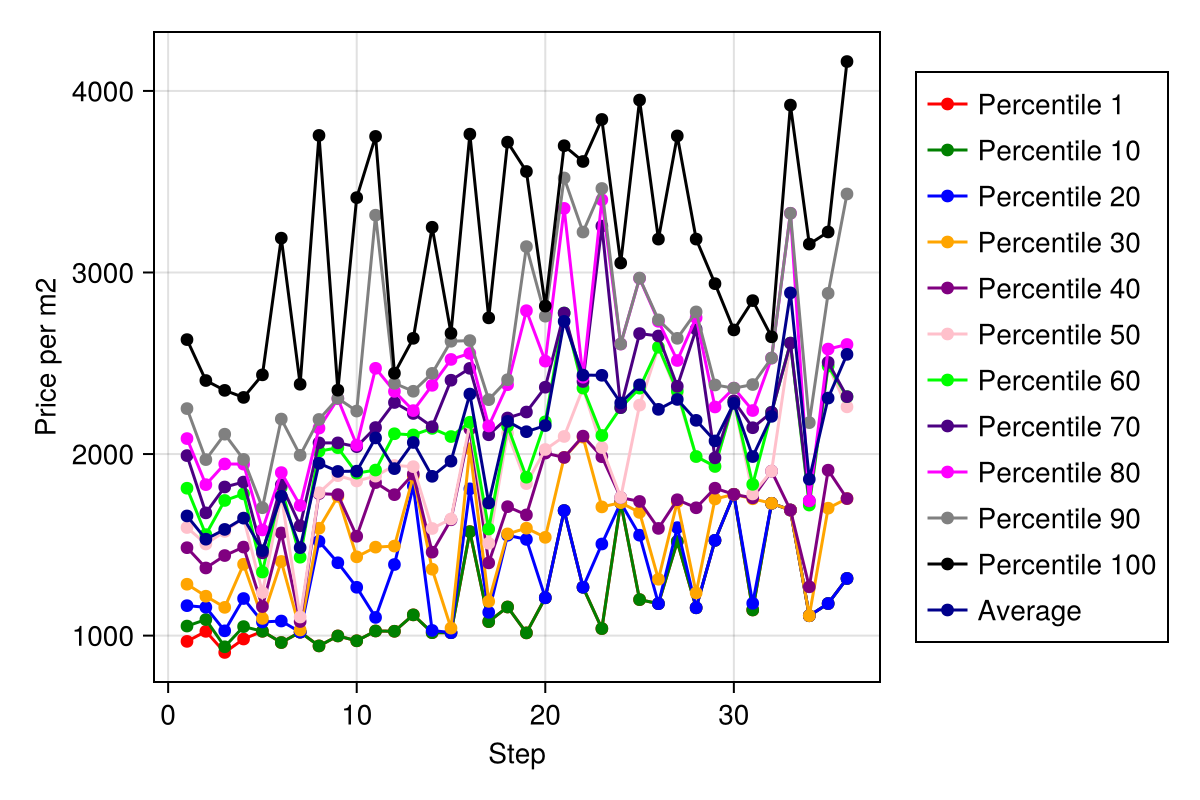 4000
3000
2000
1000
Price per m2
0 10 20 30
Step
Percentile 1
Percentile 10
Percentile 20
Percentile 30
Percentile 40
Percentile 50
Percentile 60
Percentile 70
Percentile 80
Percentile 90
Percentile 100
Average